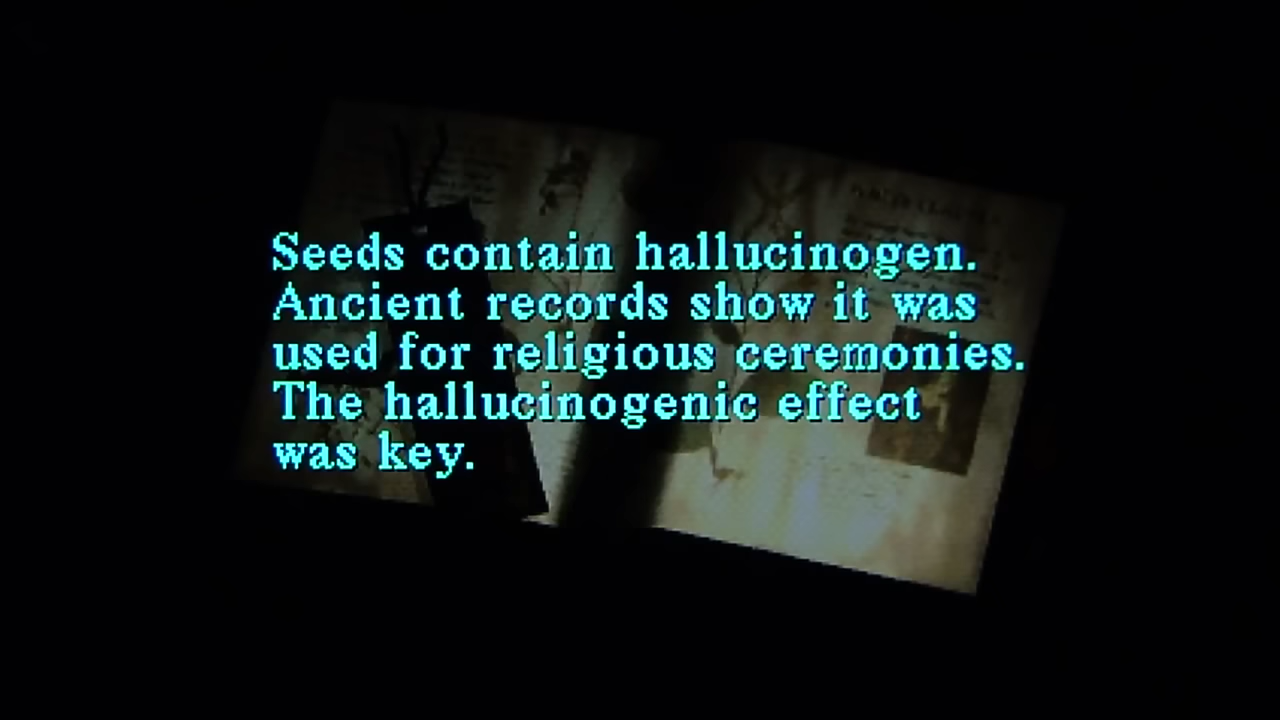 Seeds contain hallucinogen.
Ancient records show it was
used for religious ceremonies.
The hallucinogenic effect
was key.